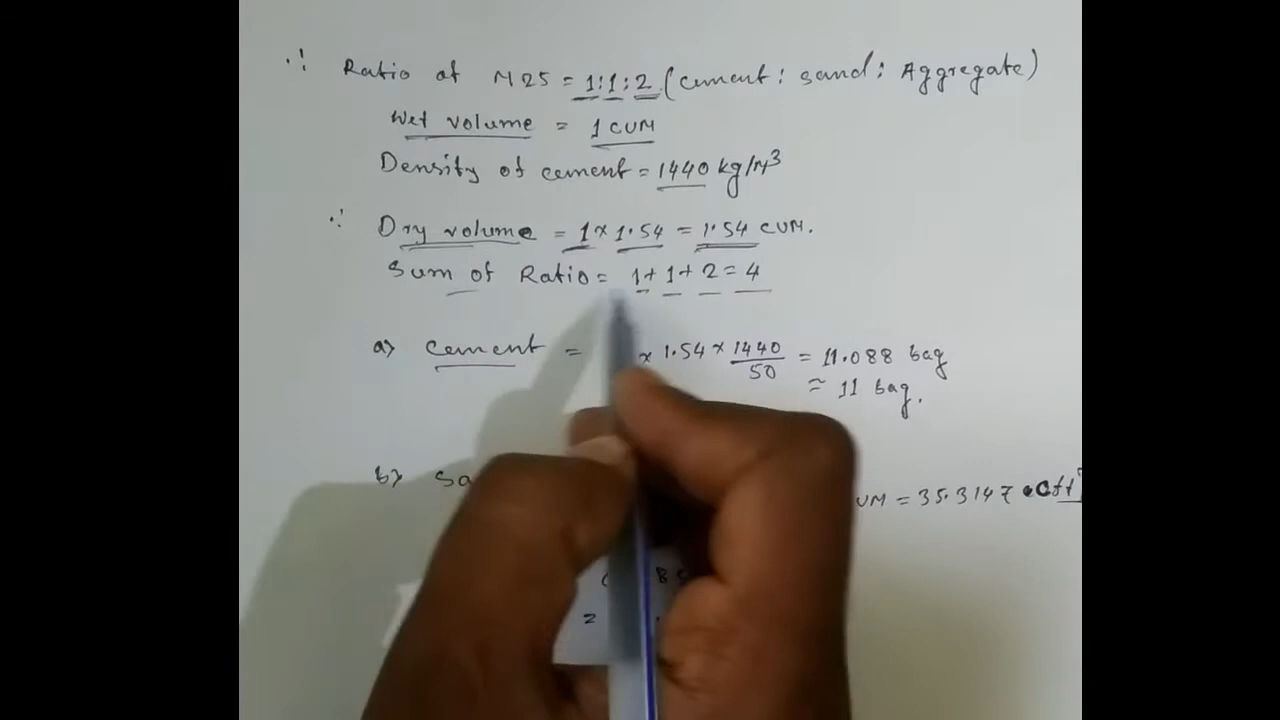 ∴ Ratio of M25 = 1:1:2 (cement: sand: Aggregate)
Wet volume = 1 CUM
Density of cement = 1440 kg/M³
∵ Dry volume = 1 × 1.54 = 1.54 CUM.
Sum of Ratio = 1 + 1 + 2 = 4
a) cement = × 1.54 × 1440/50 = 11.088 bag
≈ 11 bag.
b)
UM = 35.3147 cft